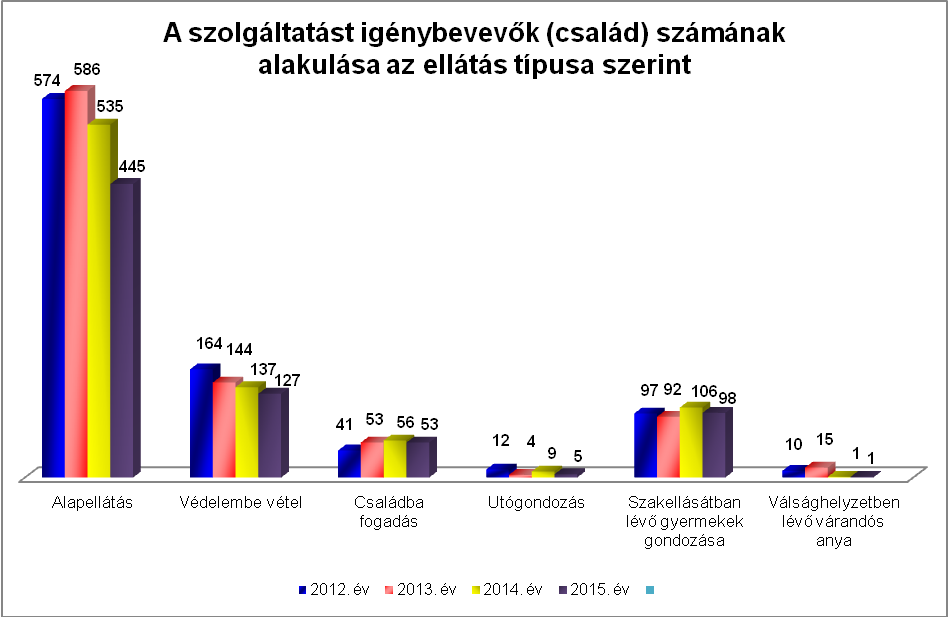 A szolgáltatást igénybevevők (család) számának
alakulása az ellátás típusa szerint
574
586
535
445
164
144
137
127
41
53
56
53
12
4
9
5
97
92
106
98
10
15
1
1
Alapellátás
Védelembe vétel
Családba
fogadás
Utógondozás
Szakellásátban
lévő gyermekek
gondozása
Válsághelyzetben
lévő várandós
anya
2012. év
2013. év
2014. év
2015. év